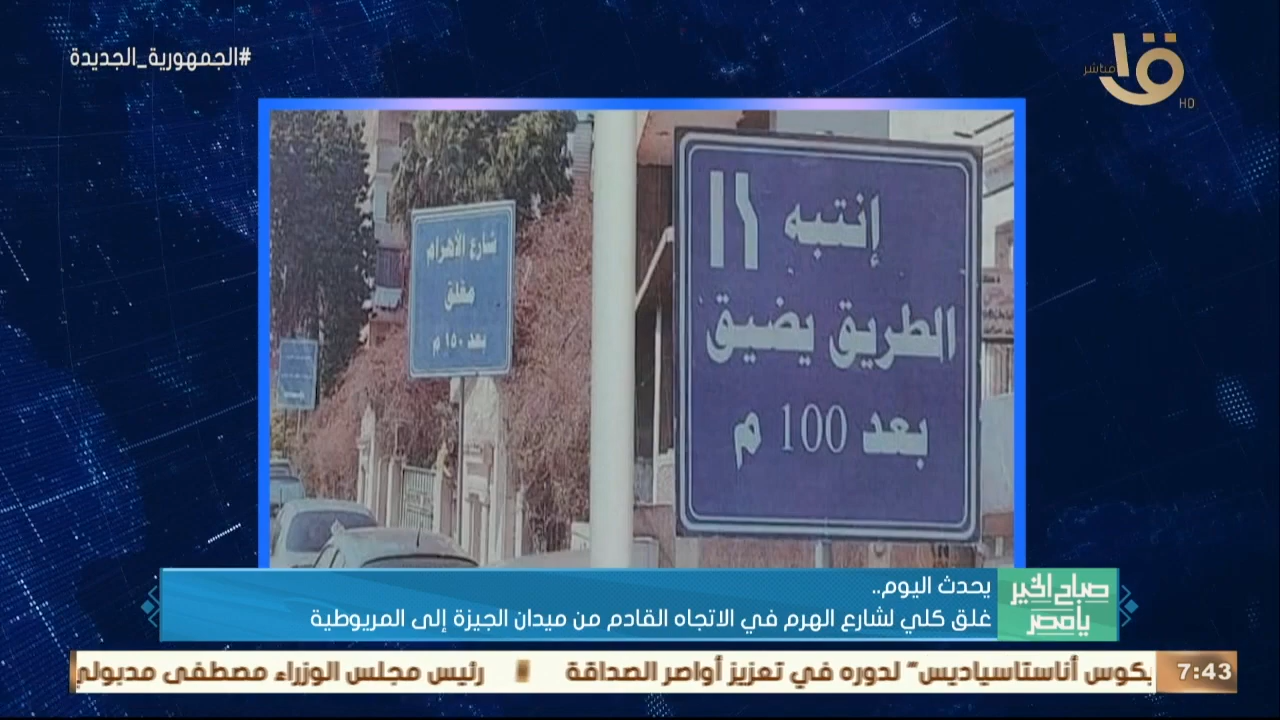 #الجمهورية_الجديدة
مباشر
HD
إنتبه
الطريق يضيق
بعد 100 م
شارع الأهرام
مغلق
بعد ١٥٠ م
صباح الخير
يا مصر
يحدث اليوم..
غلق كلي لشارع الهرم في الاتجاه القادم من ميدان الجيزة إلى المريوطية
7:43
يكوس أناستاسياديس" لدوره في تعزيز أواصر الصداقة
رئيس مجلس الوزراء مصطفى مدبولي